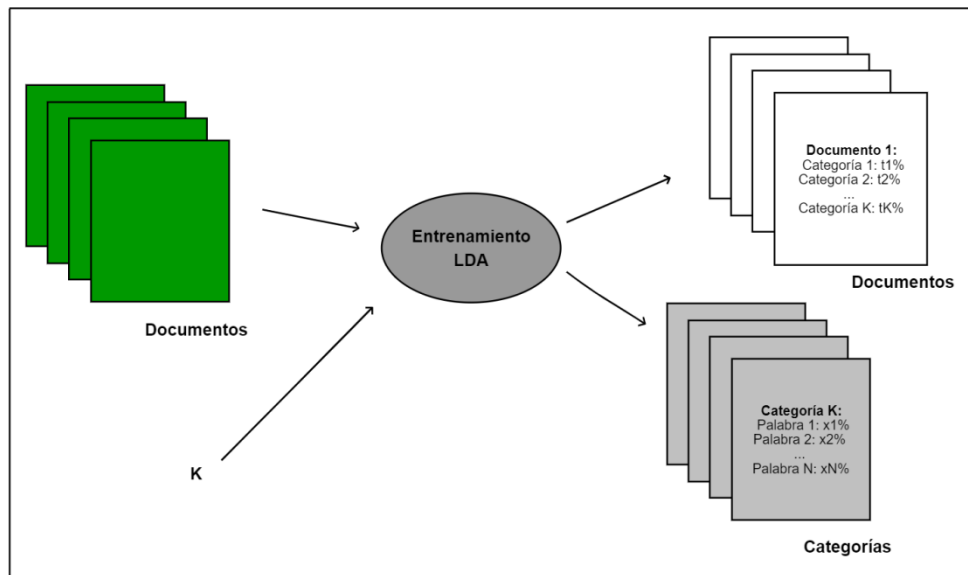 Documentos
K
Entrenamiento
LDA
Documento 1:
Categoría 1: t1%
Categoría 2: t2%
...
Categoría K: tK%
Documentos
Categoría K:
Palabra 1: x1%
Palabra 2: x2%
...
Palabra N: xN%
Categorías